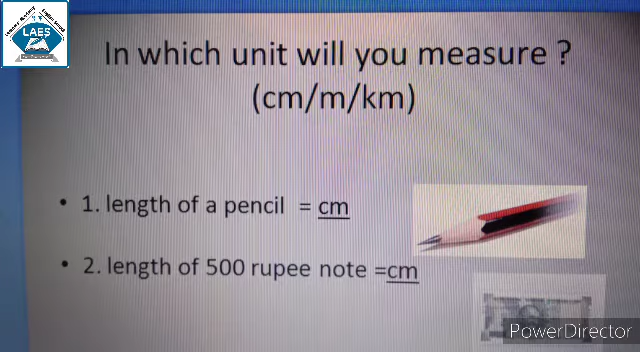 LAES
In which unit will you measure ?
(cm/m/km)
• 1. length of a pencil = cm
• 2. length of 500 rupee note =cm
PowerDirector